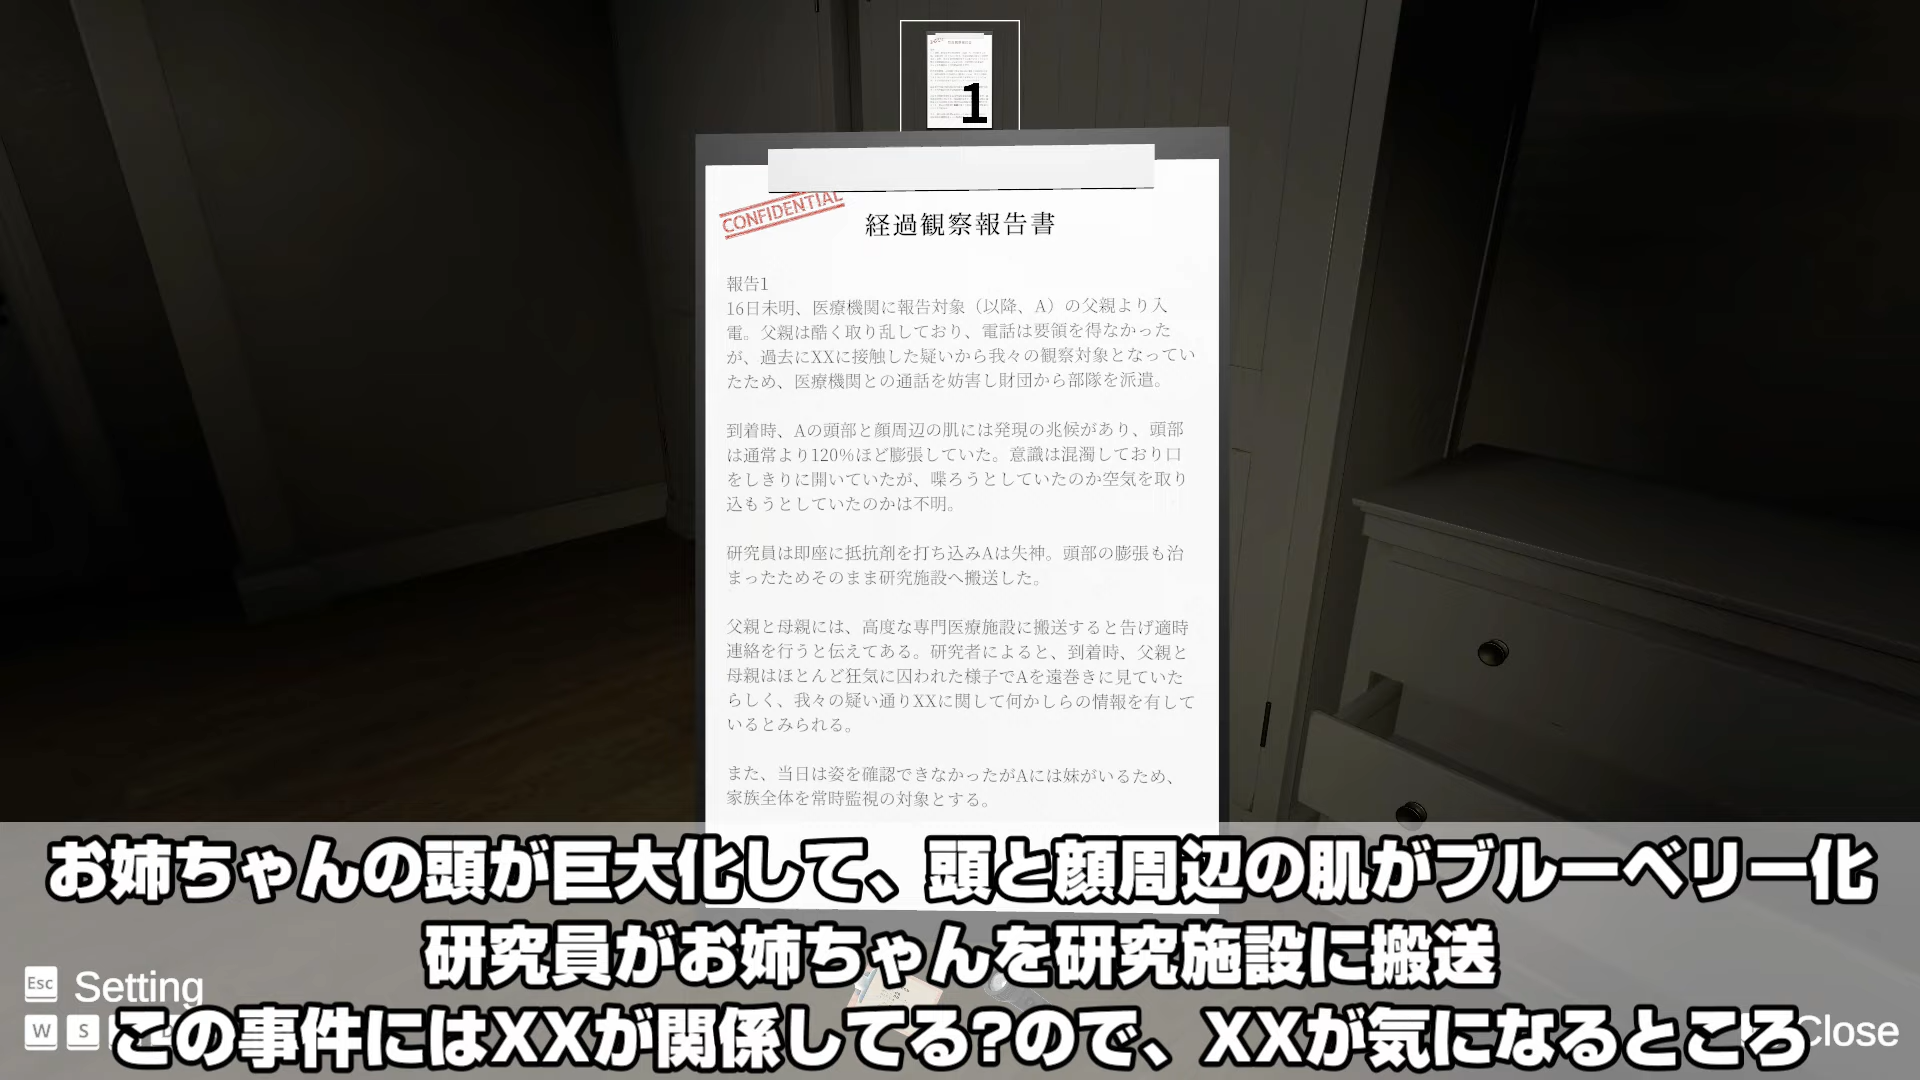 1
CONFIDENTIAL
経過観察報告書
報告1
16日未明、医療機関に報告対象（以降、A）の父親より入
電。父親は酷く取り乱しており、電話は要領を得なかった
が、過去にXXに接触した疑いから我々の観察対象となってい
たため、医療機関との通話を妨害し財団から部隊を派遣。
到着時、Aの頭部と顔周辺の肌には発現の兆候があり、頭部
は通常より120%ほど膨張していた。意識は混濁しており口
をしきりに開いていたが、喋ろうとしていたのか空気を取り
込もうとしていたのかは不明。
研究員は即座に抵抗剤を打ち込みAは失神。頭部の膨張も治
まったためそのまま研究施設へ搬送した。
父親と母親には、高度な専門医療施設に搬送すると告げ適時
連絡を行うと伝えてある。研究者によると、到着時、父親と
母親はほとんど狂気に囚われた様子でAを遠巻きに見ていた
らしく、我々の疑い通りXXに関して何かしらの情報を有して
いるとみられる。
また、当日は姿を確認できなかったがAには妹がいるため、
家族全体を常時監視の対象とする。
お姉ちゃんの頭が巨大化して、頭と顔周辺の肌がブルーベリー化
研究員がお姉ちゃんを研究施設に搬送
Esc Setting
W S
この事件にはXXが関係してる?ので、XXが気になるところ
Close